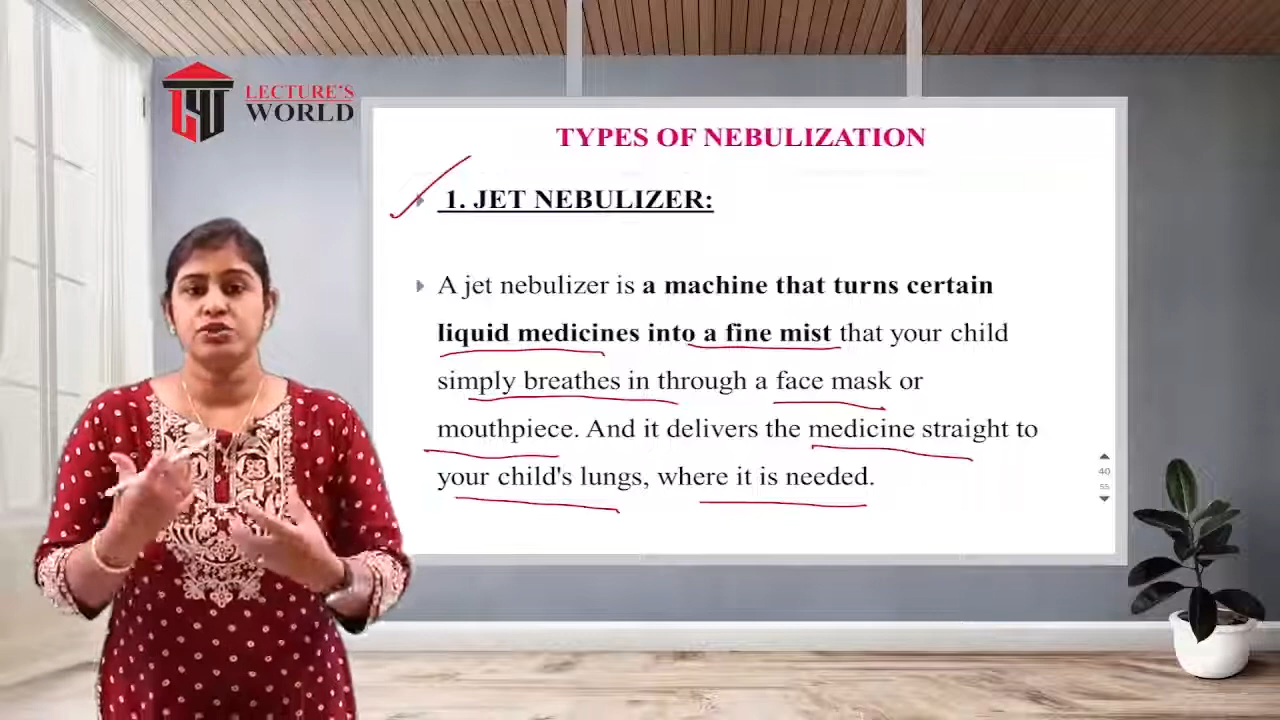 LECTURE'S
WORLD
TYPES OF NEBULIZATION
1. JET NEBULIZER:
A jet nebulizer is a machine that turns certain
liquid medicines into a fine mist that your child
simply breathes in through a face mask or
mouthpiece. And it delivers the medicine straight to
your child's lungs, where it is needed.
40
55